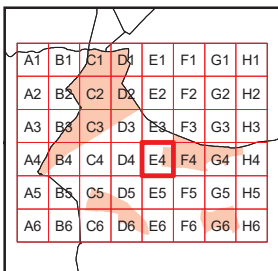 A1 B1 C1 D1 E1 F1 G1 H1
A2 B2 C2 D2 E2 F2 G2 H2
A3 B3 C3 D3 E3 F3 G3 H3
A4 B4 C4 D4 E4 F4 G4 H4
A5 B5 C5 D5 E5 F5 G5 H5
A6 B6 C6 D6 E6 F6 G6 H6